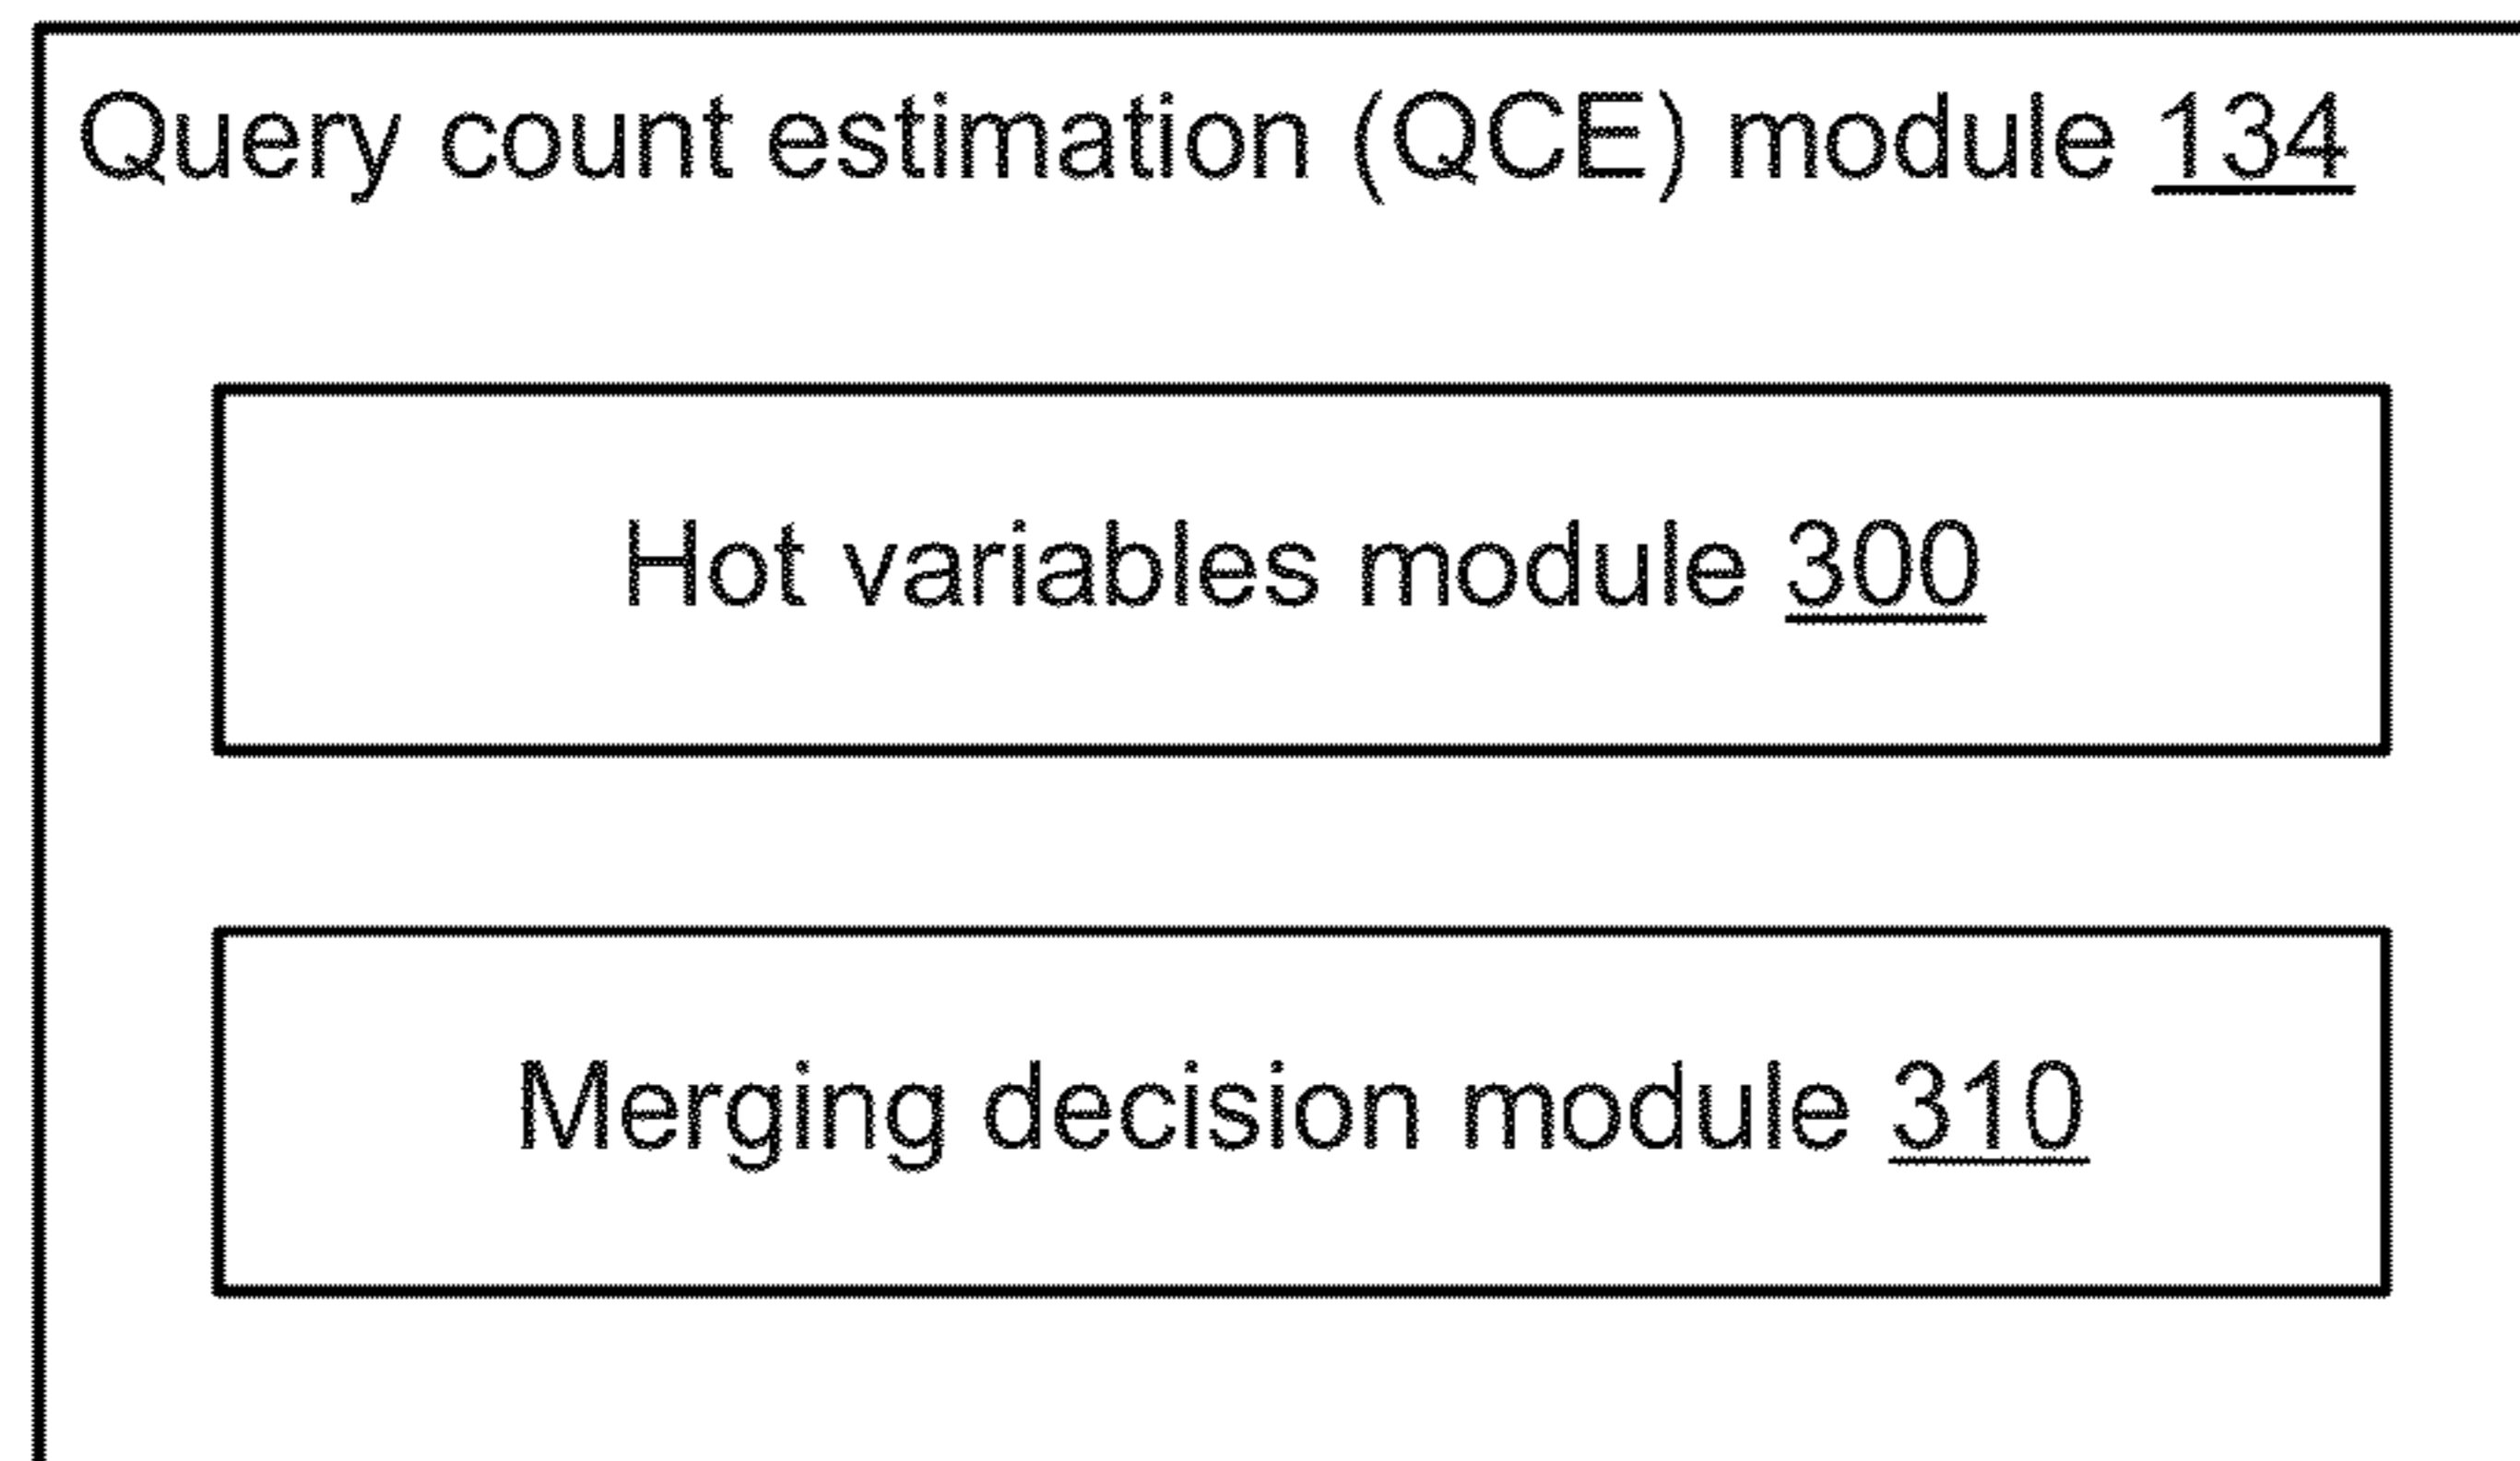 Query count estimation (QCE) module 134
Hot variables module 300
Merging decision module 310